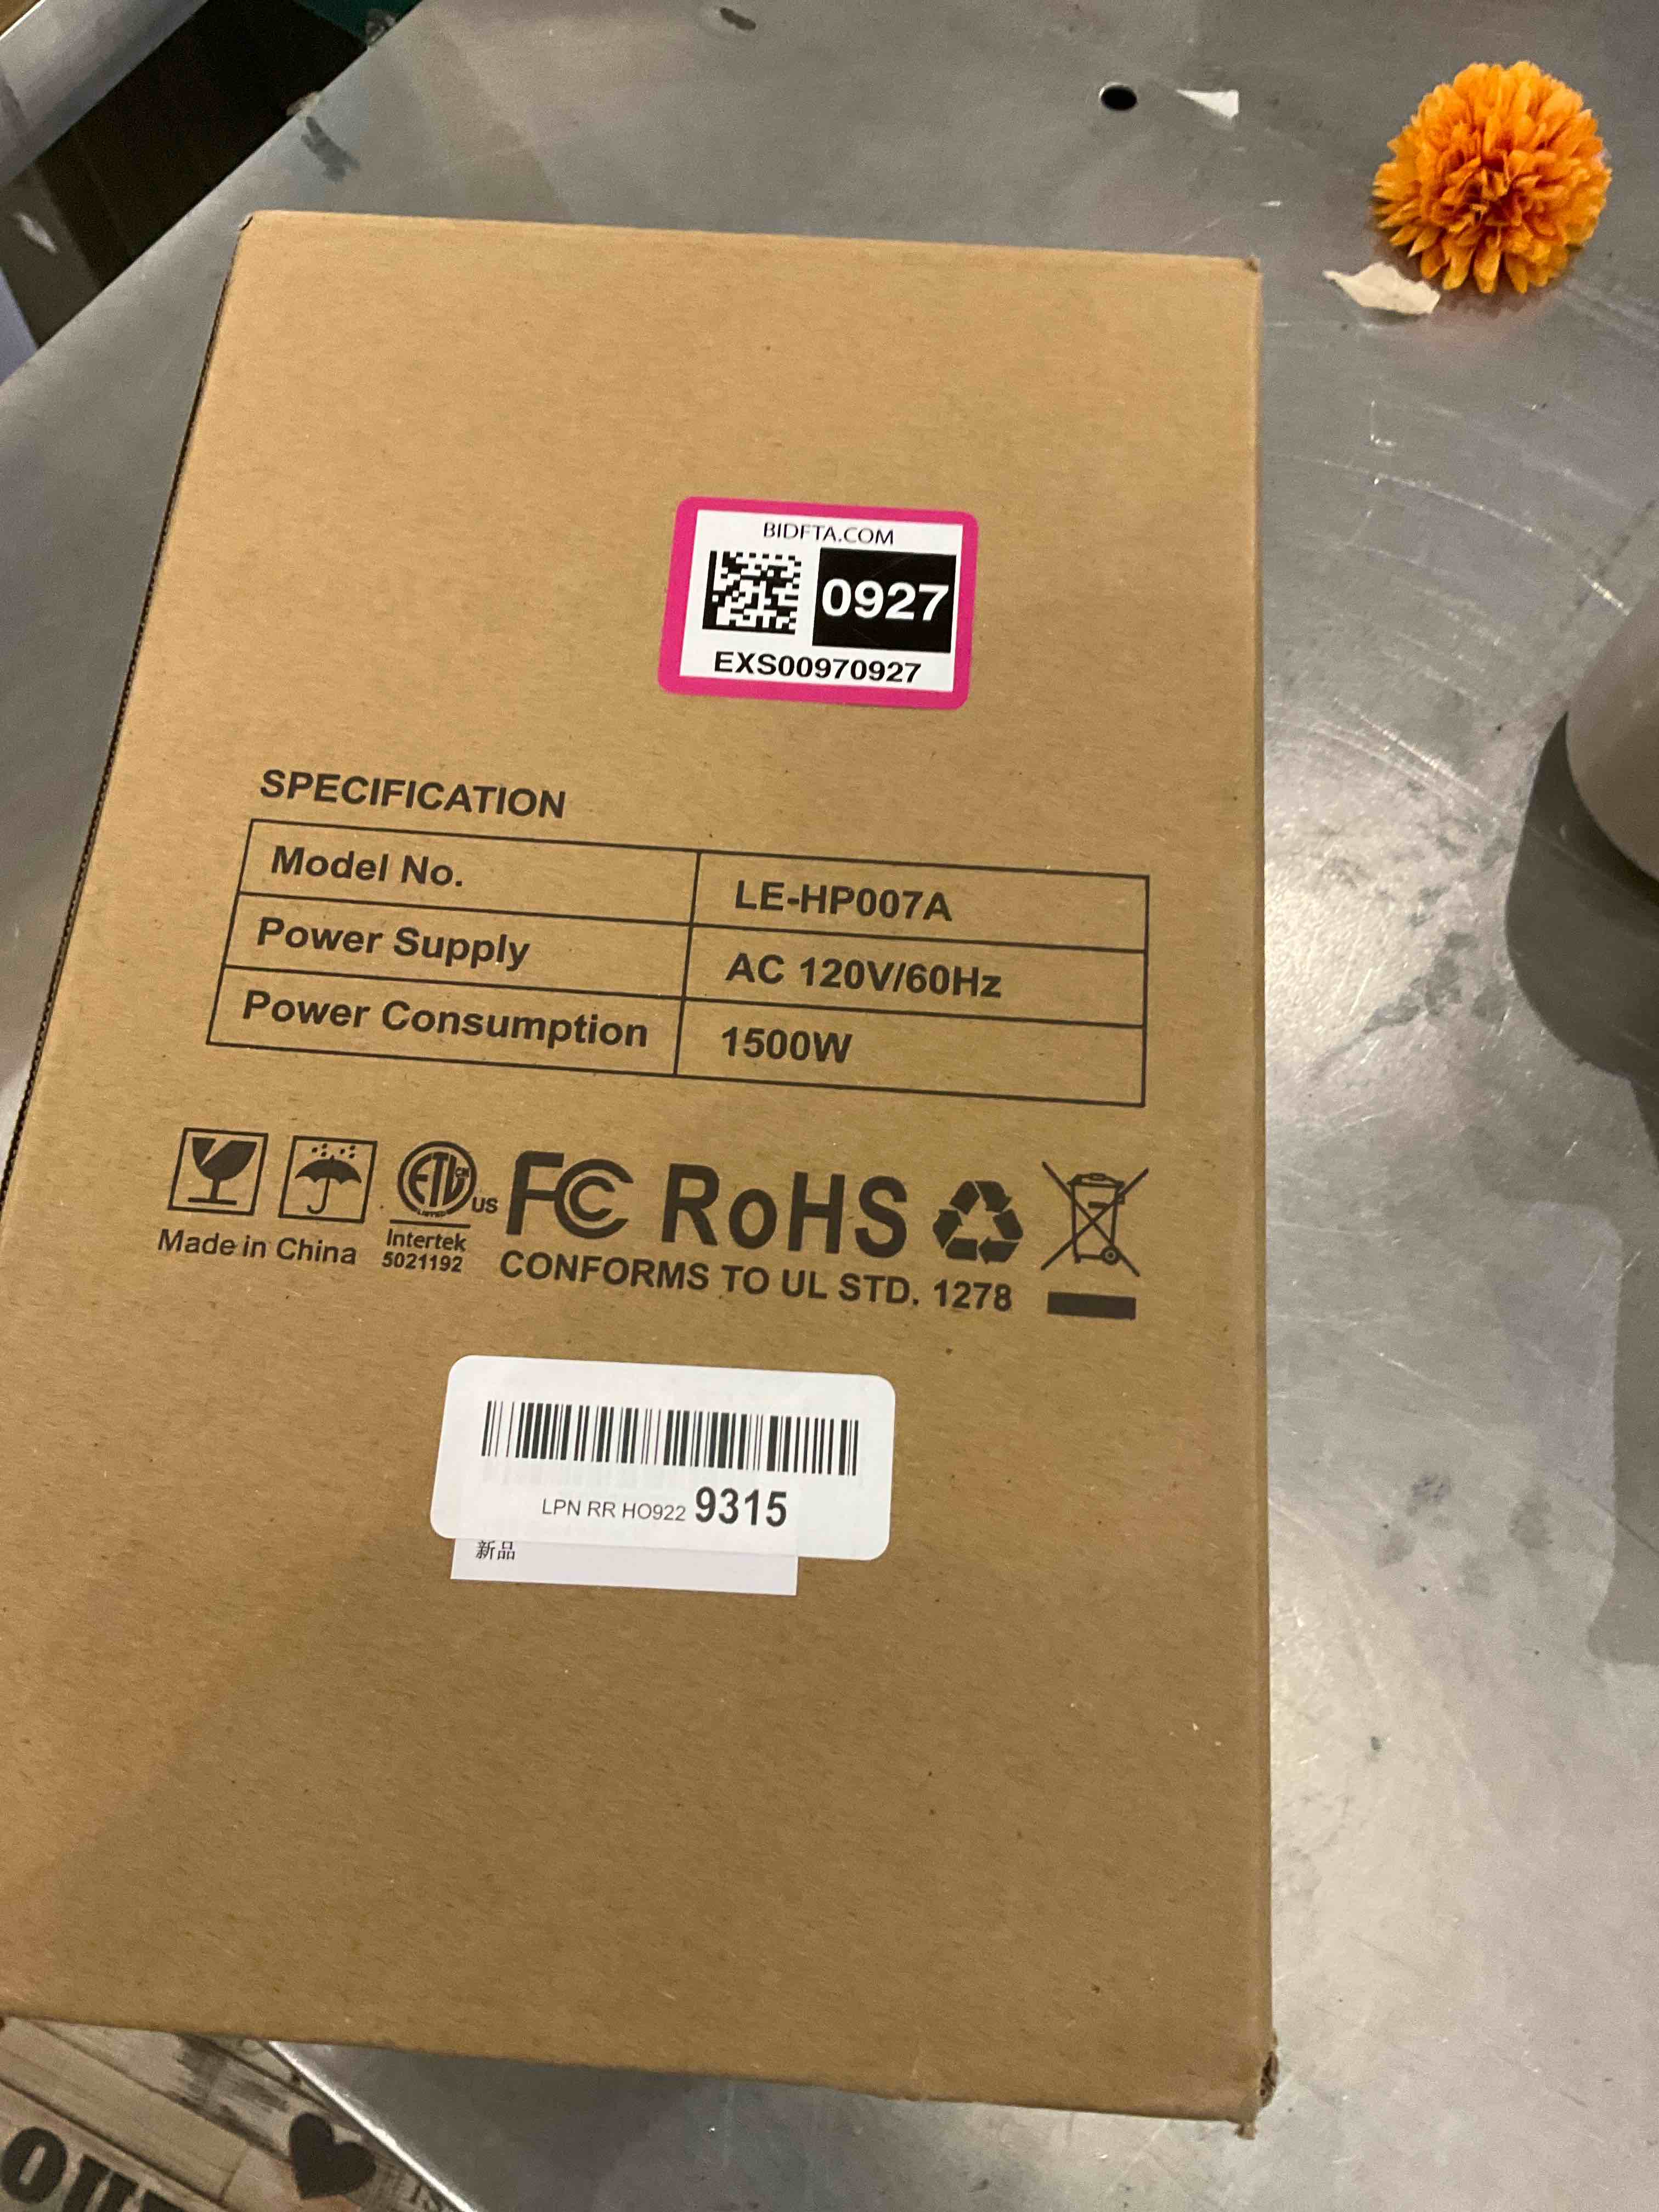 BIDFTA.COM
0927
EXS00970927
SPECIFICATION
Model No. LE-HP007A
Power Supply AC 120V/60Hz
Power Consumption 1500W
ETL US FC RoHS
LISTED
Made in China
Intertek
5021192
CONFORMS TO UL STD. 1278
LPN RR HO922 9315
新品